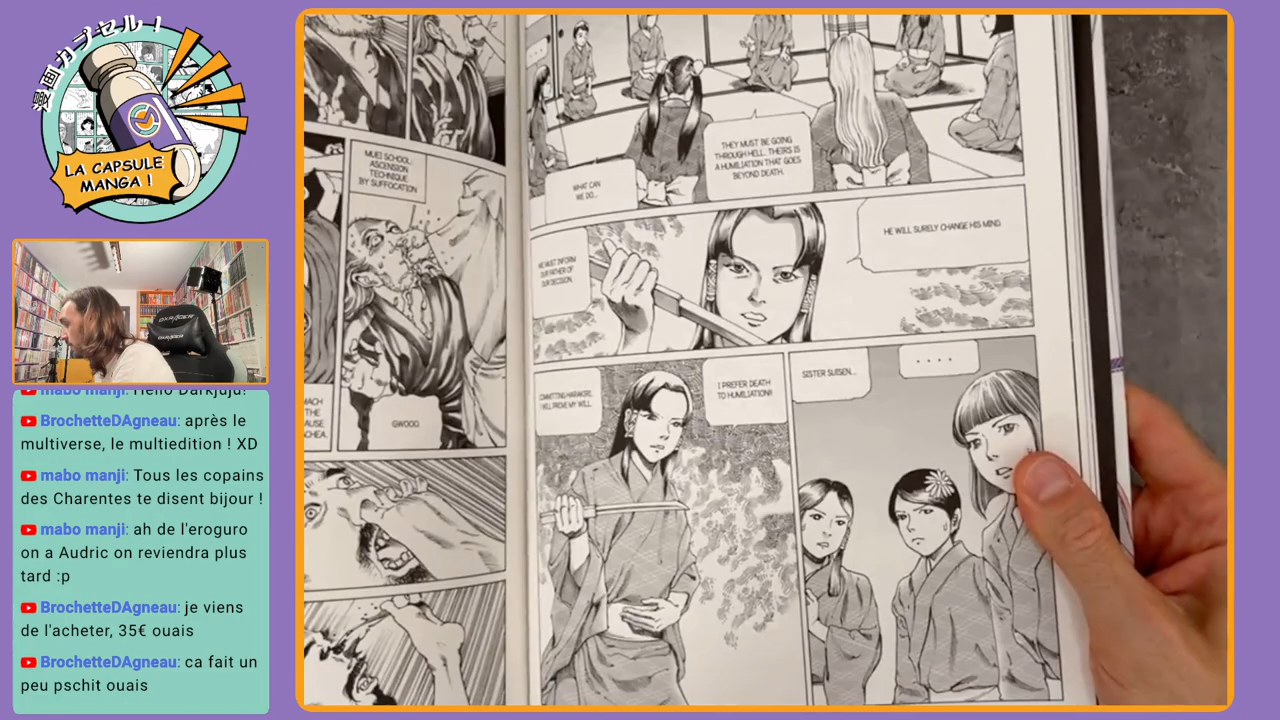 漫画カプセル!
LA CAPSULE
MANGA !
DXRACER
mabo manji: Hello Darkjuju!
BrochetteDAgneau: après le
multiverse, le multiedition ! XD
mabo manji: Tous les copains
des Charentes te disent bijour !
mabo manji: ah de l'eroguro
on a Audric on reviendra plus
tard :p
BrochetteDAgneau: je viens
de l'acheter, 35€ ouais
BrochetteDAgneau: ca fait un
peu pschit ouais
MUEI SCHOOL:
ASCENSION
TECHNIQUE
BY SUFFOCATION
GWOOO.
WHAT CAN
WE DO...
THEY MUST BE GOING
THROUGH HELL. THEIRS IS
A HUMILIATION THAT GOES
BEYOND DEATH.
HE MUST INFORM
OUR FATHER OF
OUR DECISION.
HE WILL SURELY CHANGE HIS MIND.
I WILL PROVE MY WILL.
I PREFER DEATH
TO HUMILIATION!!
SISTER SUISEN...
. . . .